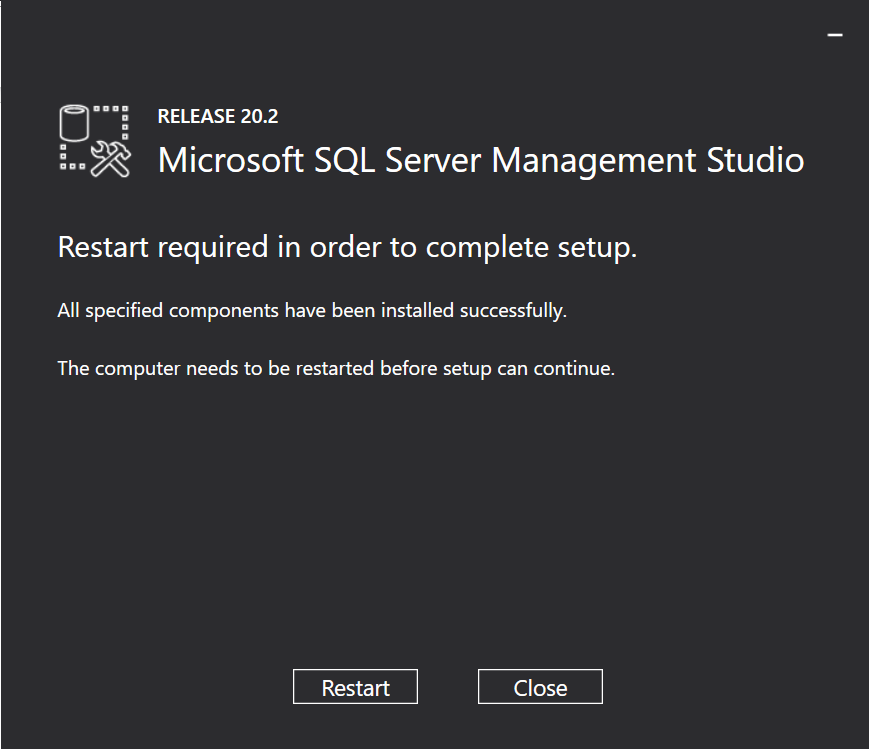 RELEASE 20.2
Microsoft SQL Server Management Studio
Restart required in order to complete setup.
All specified components have been installed successfully.
The computer needs to be restarted before setup can continue.
Restart
Close